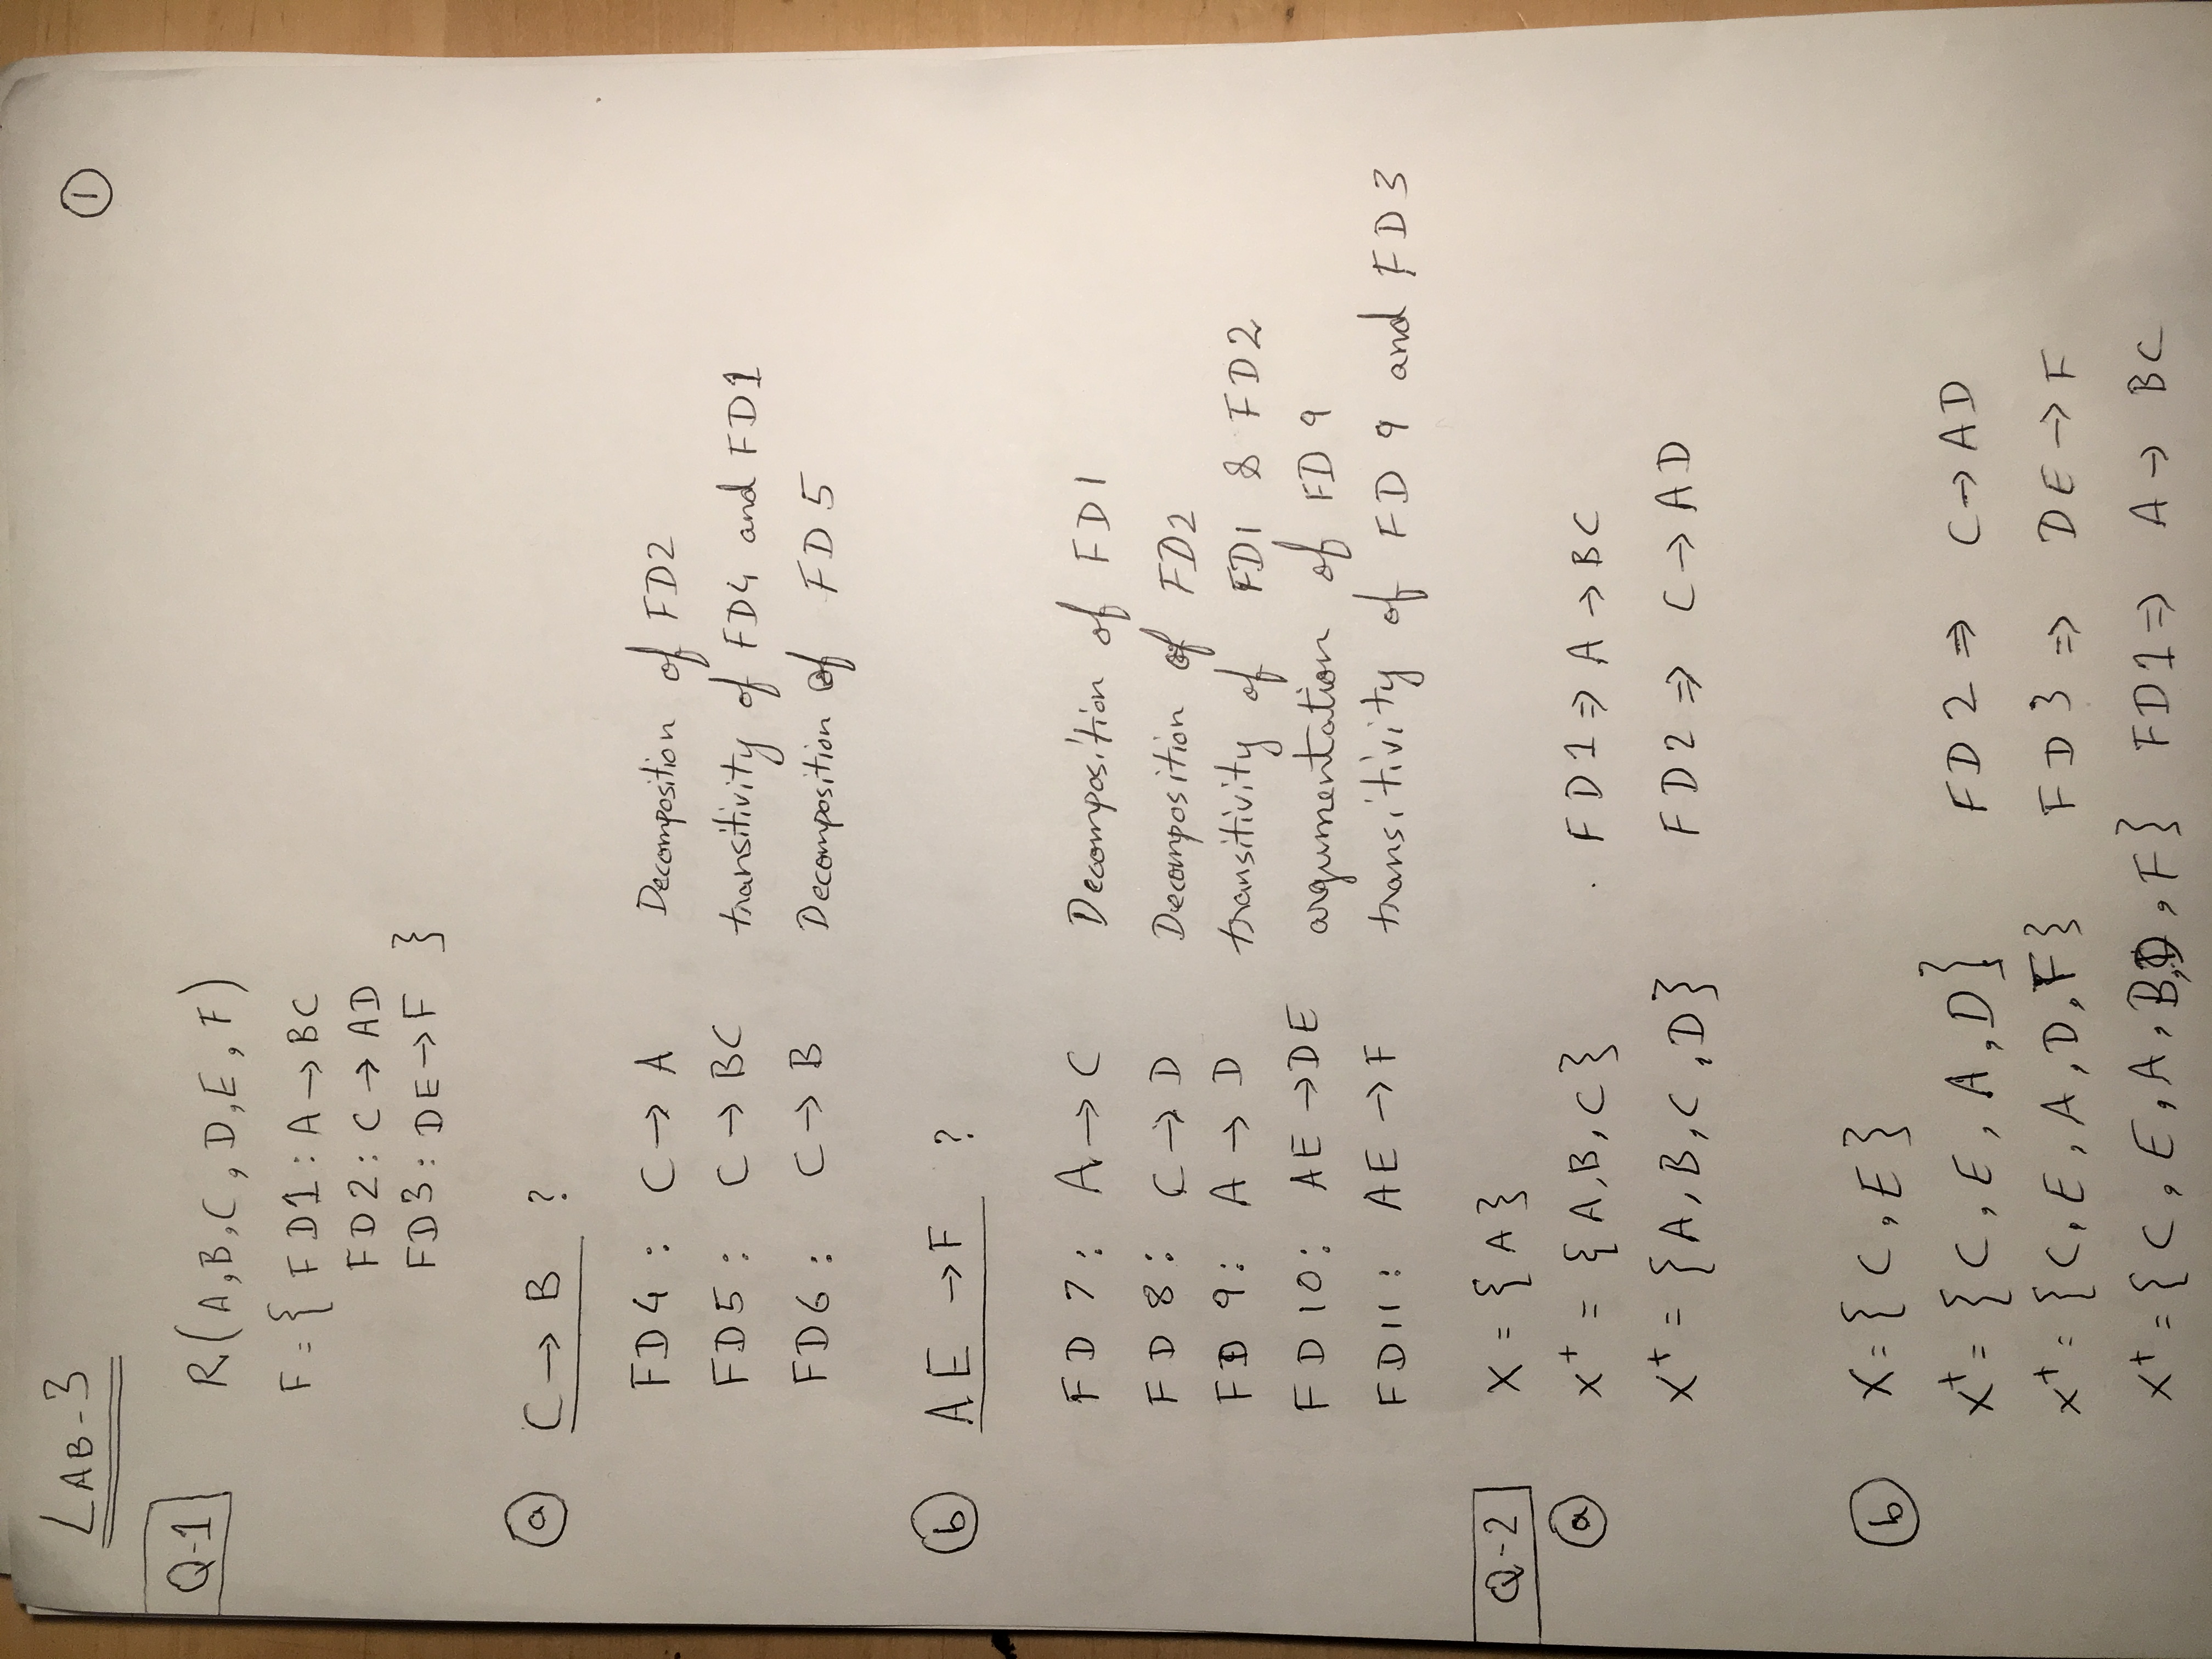 LAB-3
1
Q-1
R(A,B,C,D,E,F)
F={ FD1: A→BC
FD2: C→AD
FD3: DE→F }
a C→B ?
FD4: C→A Decomposition of FD2
FD5: C→BC transitivity of FD4 and FD1
FD6: C→B Decomposition of FD5
b AE→F ?
FD7: A→C Decomposition of FD1
FD8: C→D Decomposition of FD2
FD9: A→D transitivity of FD1 & FD2
FD10: AE→DE argumentation of FD9
FD11: AE→F transitivity of FD9 and FD3
Q-2 X={A}
a X⁺={A,B,C} FD1⇒A→BC
X⁺={A,B,C,D} FD2⇒C→AD
b X={C,E}
X⁺={C,E,A,D} FD2⇒C→AD
X⁺={C,E,A,D,F} FD3⇒DE→F
X⁺={C,E,A,B,D,F} FD1⇒A→BC